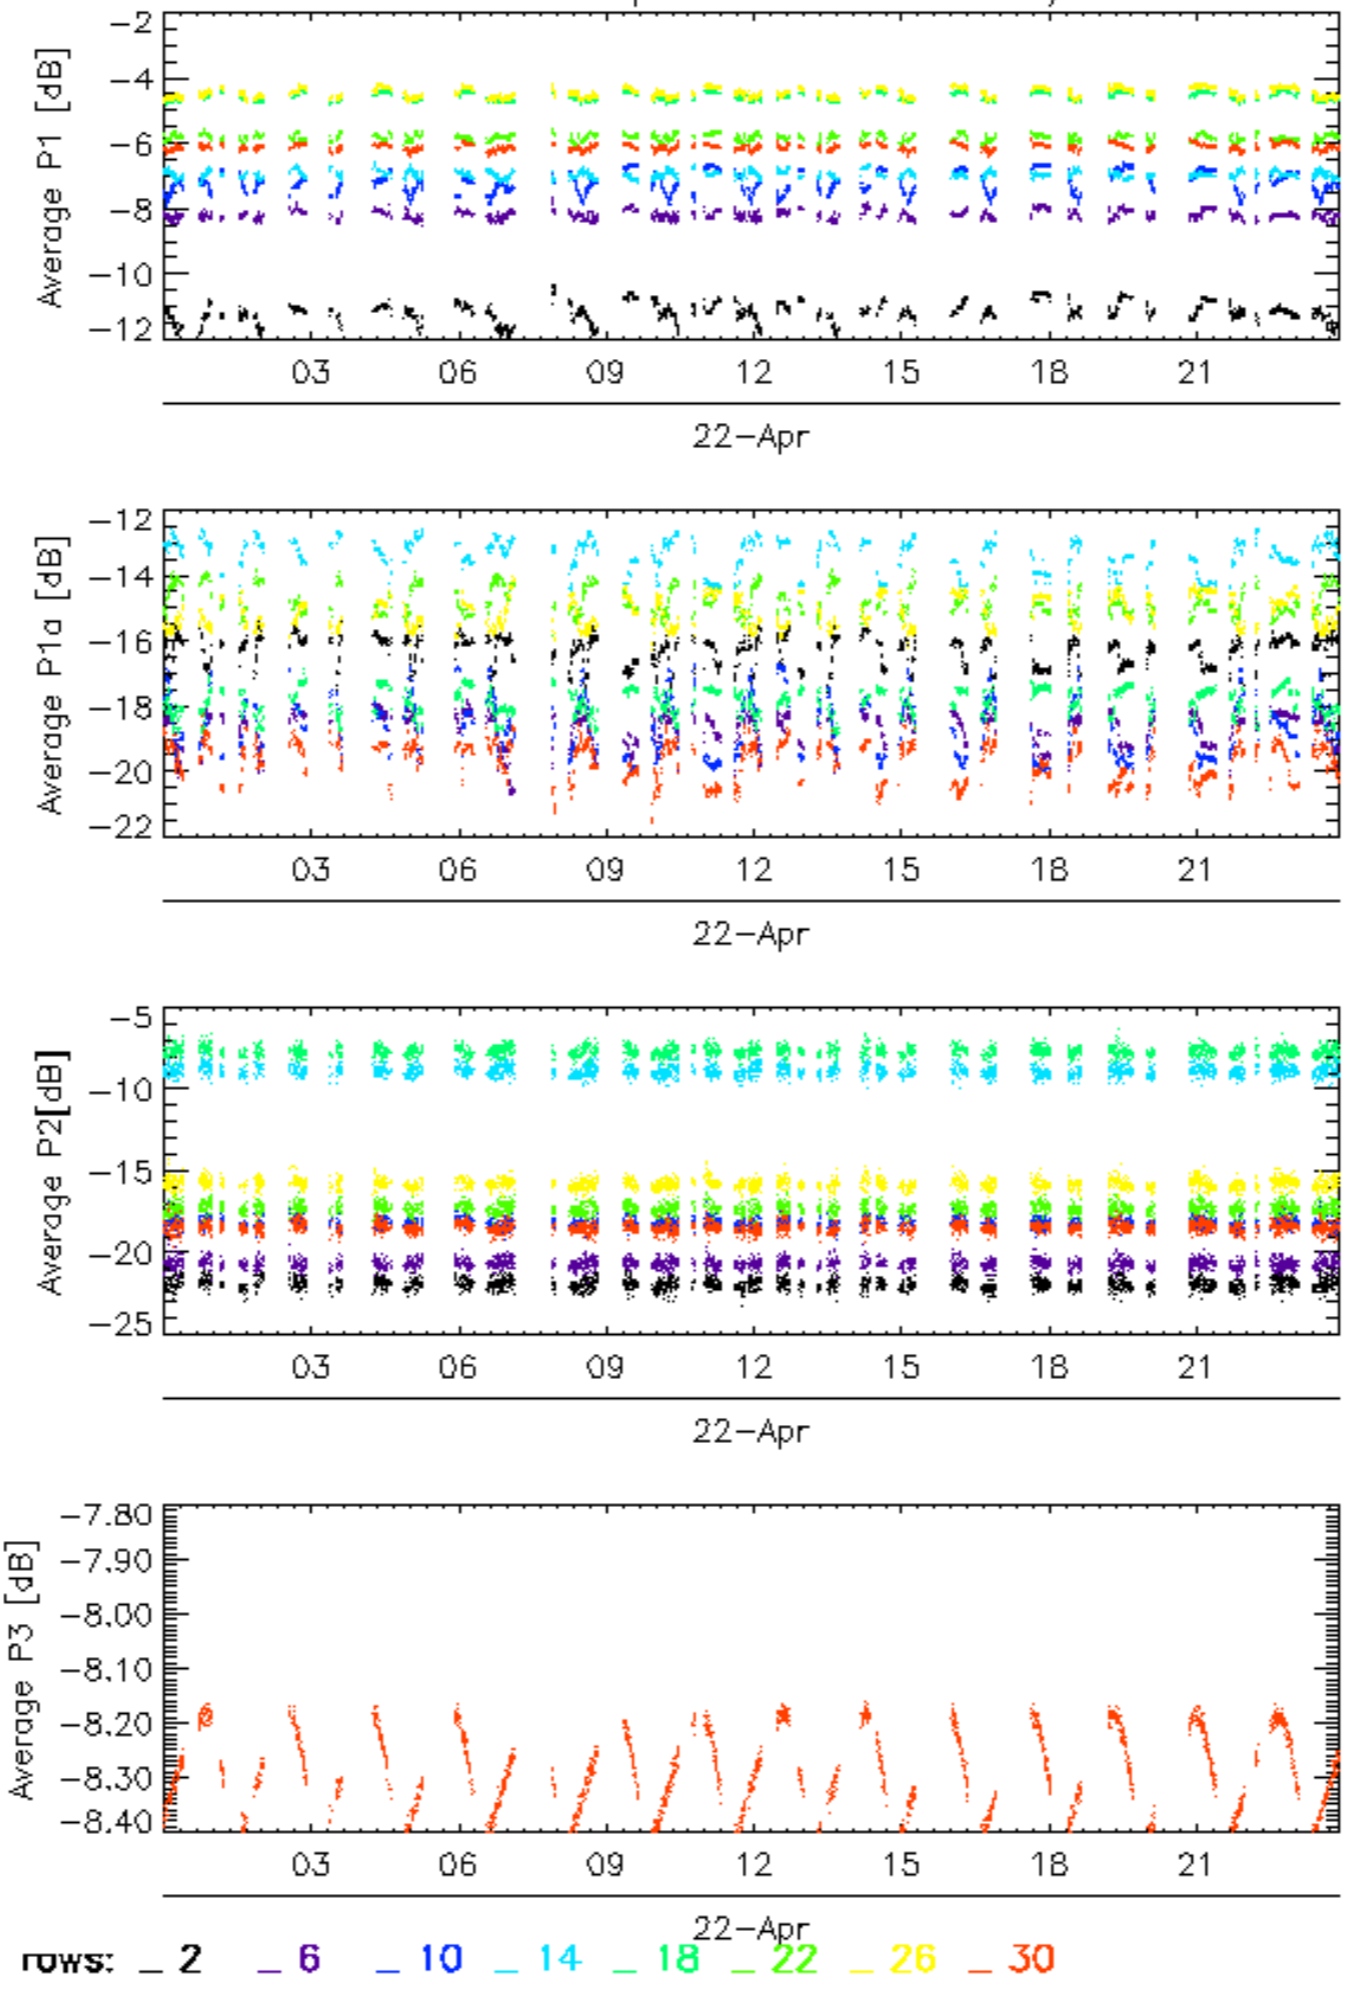 -2
-4
-6
-8
-10
-12
Average P1 [dB]
03 06 09 12 15 18 21
22-Apr
-12
-14
-16
-18
-20
-22
Average P1a [dB]
03 06 09 12 15 18 21
22-Apr
-5
-10
-15
-20
-25
Average P2[dB]
03 06 09 12 15 18 21
22-Apr
-7.80
-7.90
-8.00
-8.10
-8.20
-8.30
-8.40
Average P3 [dB]
03 06 09 12 15 18 21
22-Apr
rows: _ 2 _ 6 _ 10 _ 14 _ 18 _ 22 _ 26 _ 30